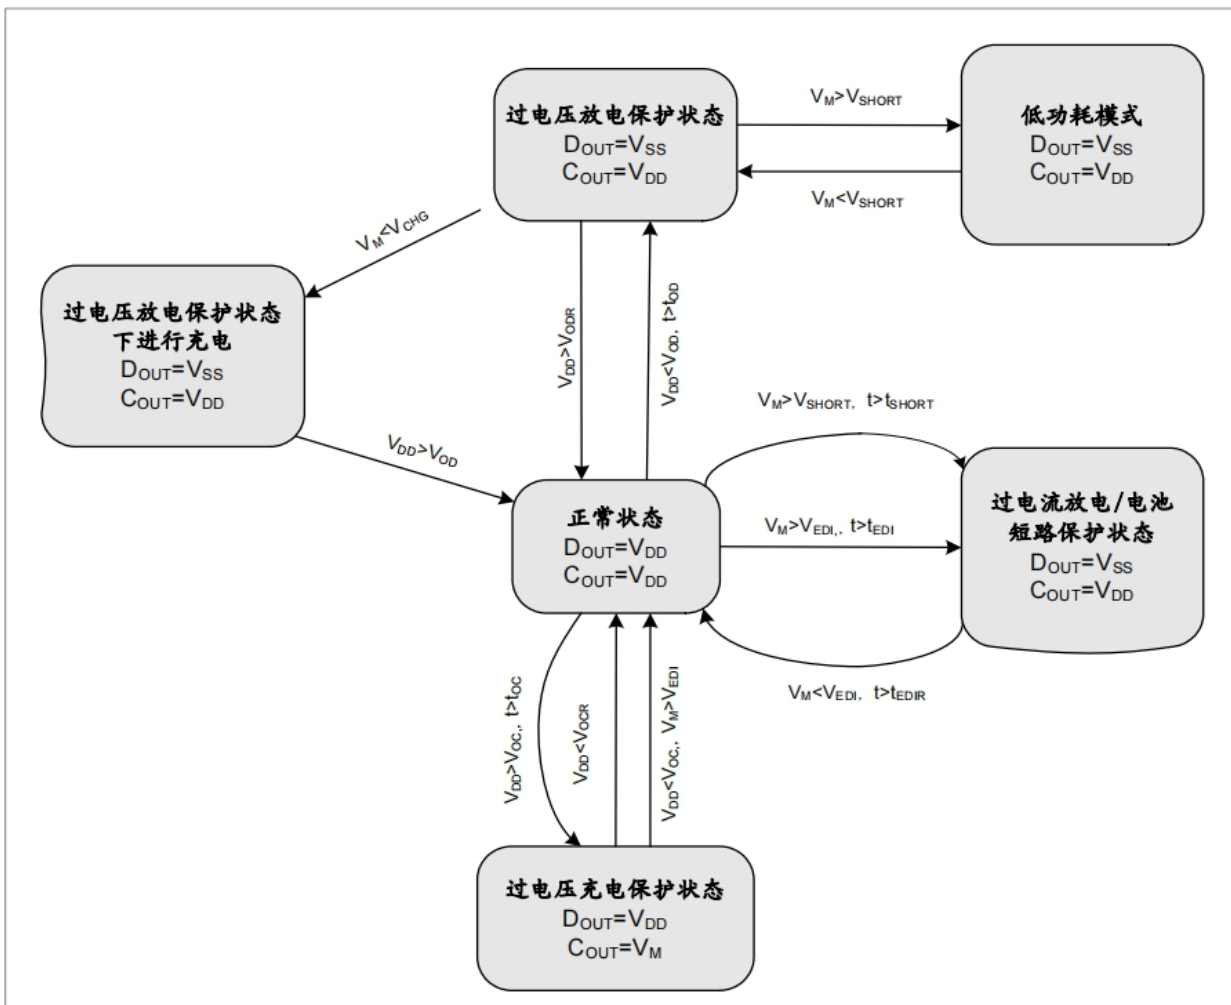 过电压放电保护状态
DOUT=VSS
COUT=VDD
VM>VSHORT
VM<VSHORT
低功耗模式
DOUT=VSS
COUT=VDD
VM<VCHG
过电压放电保护状态
下进行充电
DOUT=VSS
COUT=VDD
VDD>VODR
VDD<VOD, t>tOD
VDD>VOD
VM>VSHORT, t>tSHORT
正常状态
DOUT=VDD
COUT=VDD
VM>VEDI,, t>tEDI
过电流放电/电池
短路保护状态
DOUT=VSS
COUT=VDD
VM<VEDI, t>tEDIR
VDD>VOC,, t>tOC
VDD<VOCR
VDD<VOC,, VM>VEDI
过电压充电保护状态
DOUT=VDD
COUT=VM